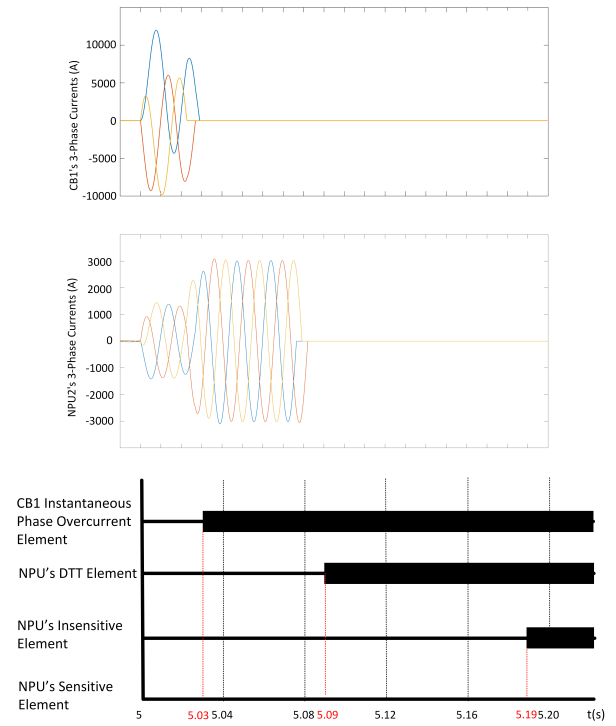 CB1's 3-Phase Currents (A)
10000
5000
0
-5000
-10000
NPU2's 3-Phase Currents (A)
3000
2000
1000
0
-1000
-2000
-3000
CB1 Instantaneous
Phase Overcurrent
Element
NPU's DTT Element
NPU's Insensitive
Element
NPU's Sensitive
Element
5 5.03 5.04 5.08 5.09 5.12 5.16 5.19 5.20 t(s)